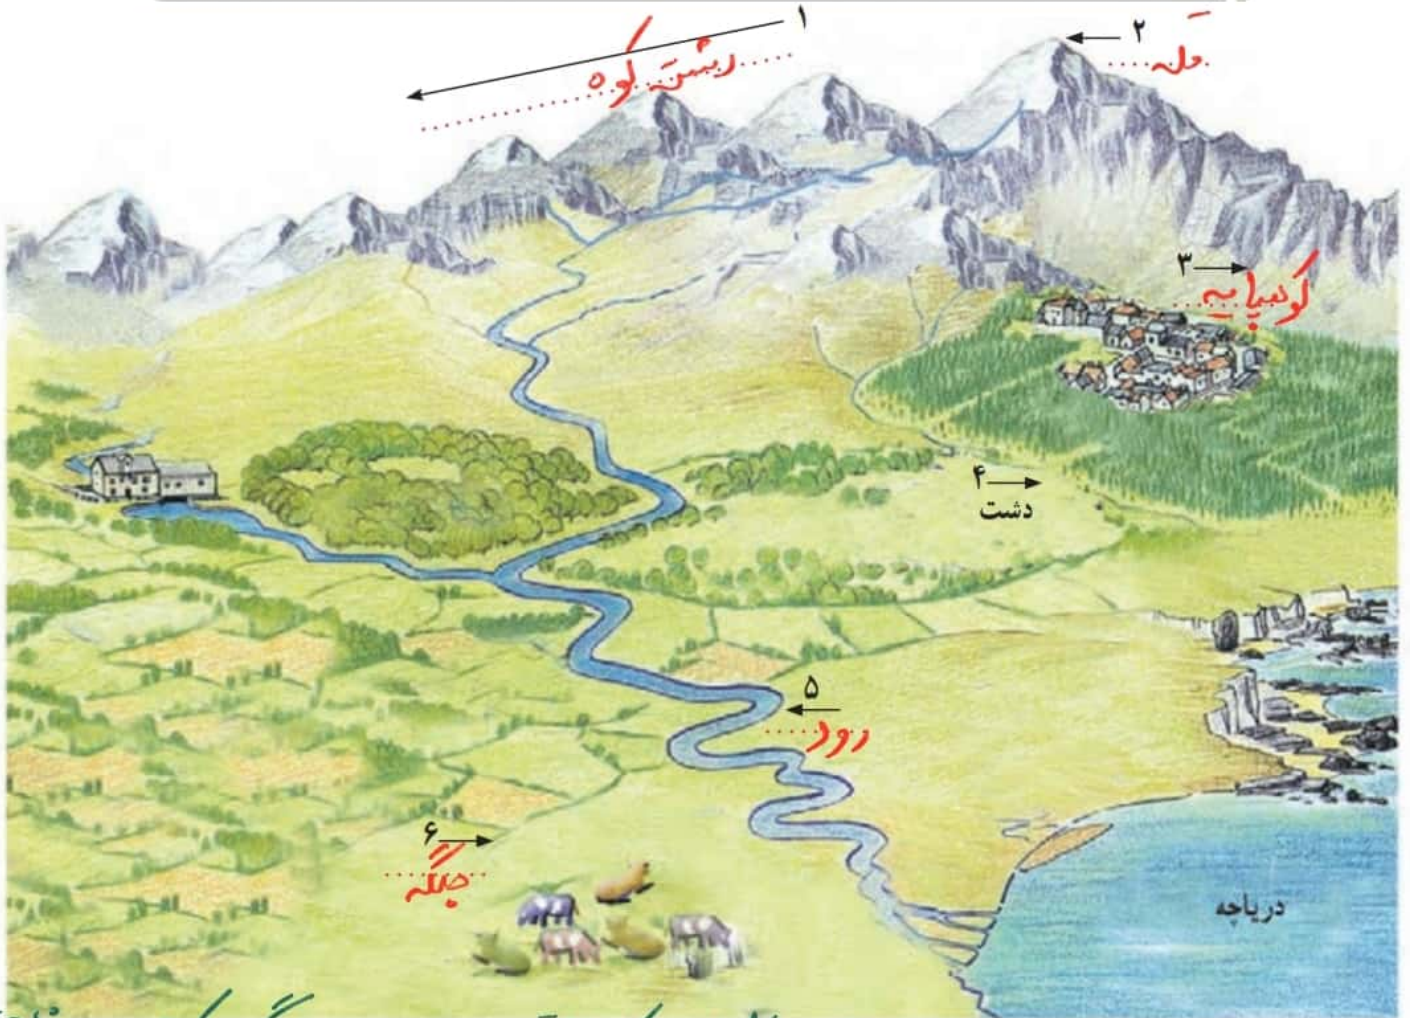 ۱
رشته کوه
۲
قله
۳
کوهپایه
۴
دشت
۵
رود
۶
جلگه
دریاچه